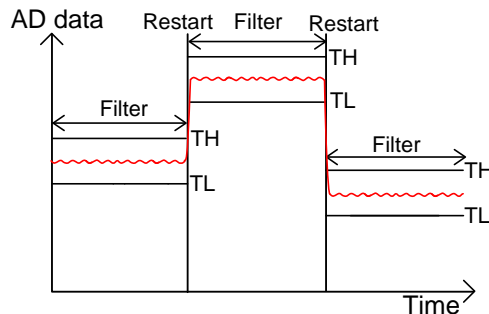 AD data
Restart
Filter
Restart
TH
Filter
TL
TH
Filter
TH
TL
TL
Time